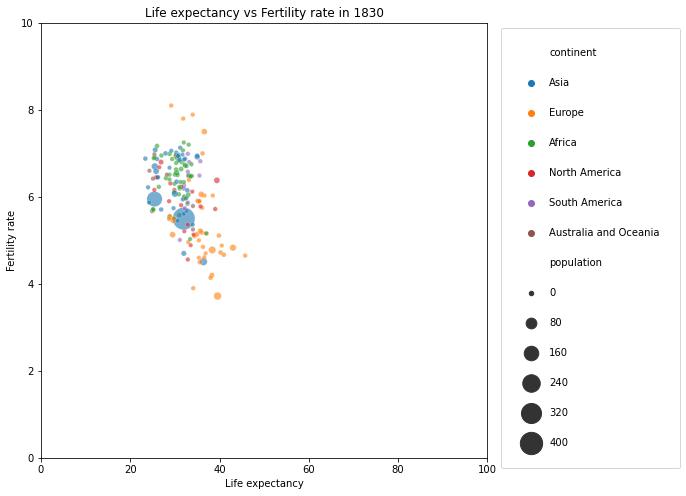 Life expectancy vs Fertility rate in 1830
10
8
6
4
2
0
Fertility rate
0 20 40 60 80 100
Life expectancy
continent
Asia
Europe
Africa
North America
South America
Australia and Oceania
population
0
80
160
240
320
400